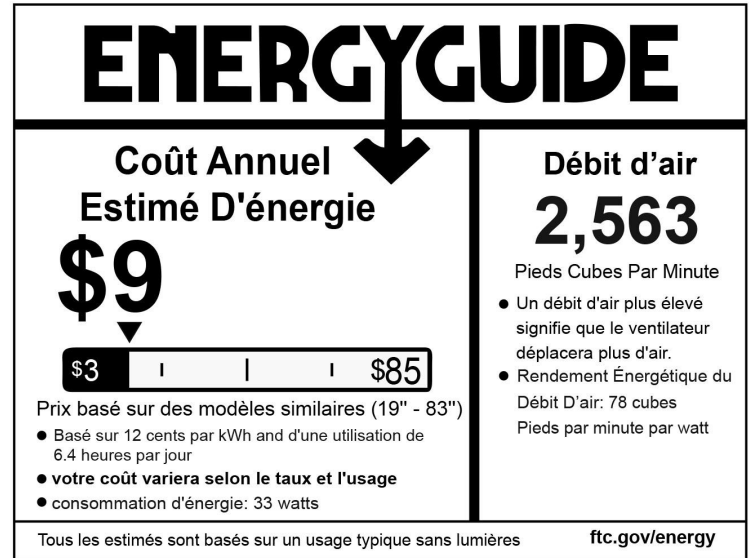 ENERGYGUIDE
Coût Annuel
Estimé D'énergie
$9
$3
$85
Prix basé sur des modèles similaires (19" - 83")
● Basé sur 12 cents par kWh and d'une utilisation de
6.4 heures par jour
● votre coût variera selon le taux et l'usage
● consommation d'énergie: 33 watts
Débit d’air
2,563
Pieds Cubes Par Minute
● Un débit d'air plus élevé
signifie que le ventilateur
déplacera plus d'air.
● Rendement Énergétique du
Débit D’air: 78 cubes
Pieds par minute par watt
Tous les estimés sont basés sur un usage typique sans lumières
ftc.gov/energy